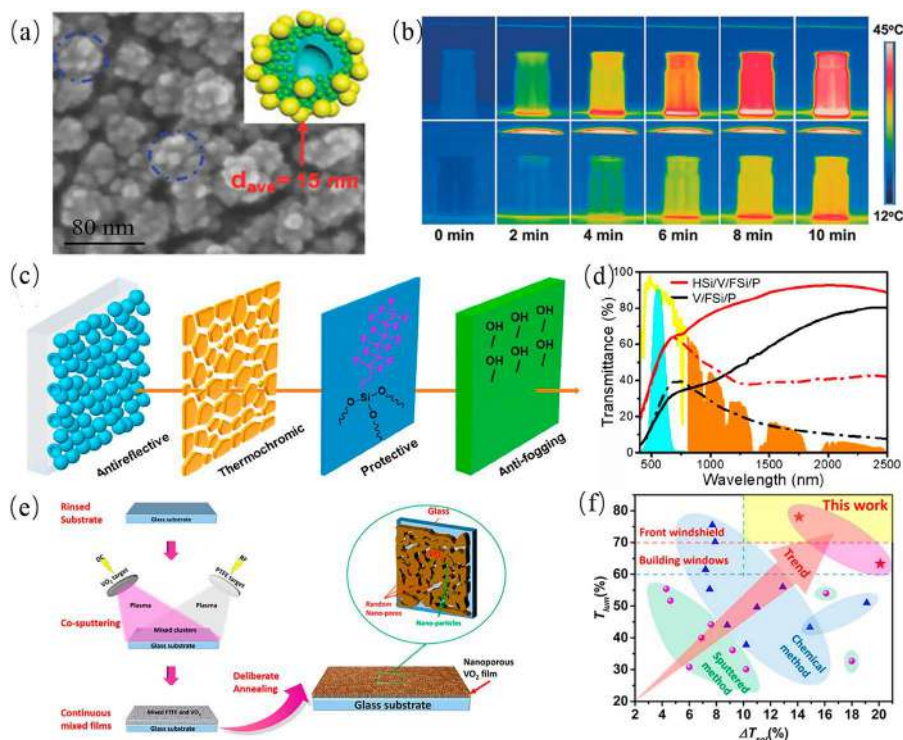 (a)
d_ave = 15 nm
80 nm
(b)
45°C
12°C
0 min
2 min
4 min
6 min
8 min
10 min
(c)
Antireflective
Thermochromic
Si
O
O
O
Protective
OH OH
OH OH
OH OH
Anti-fogging
(d)
HSi/V/FSi/P
V/FSi/P
Transmittance (%)
100
80
60
40
20
0
500 1000 1500 2000 2500
Wavelength (nm)
(e)
Rinsed
Substrate
Glass substrate
DC
VO₂ target
RF
PTFE target
Plasma
Plasma
Co-sputtering
Mixed clusters
Glass substrate
Continuous
mixed films
Mixed PTFE and VO₂
Glass substrate
Deliberate
Annealing
Glass
Random
Nano-pores
Nano-particles
Nanoporous
VO₂ film
Glass substrate
(f)
This work
Front windshield
Building windows
Trend
Sputtered
method
Chemical
method
T_lum(%)
90
80
70
60
50
40
30
20
2 4 6 8 10 12 14 16 18 20
ΔT_sol(%)